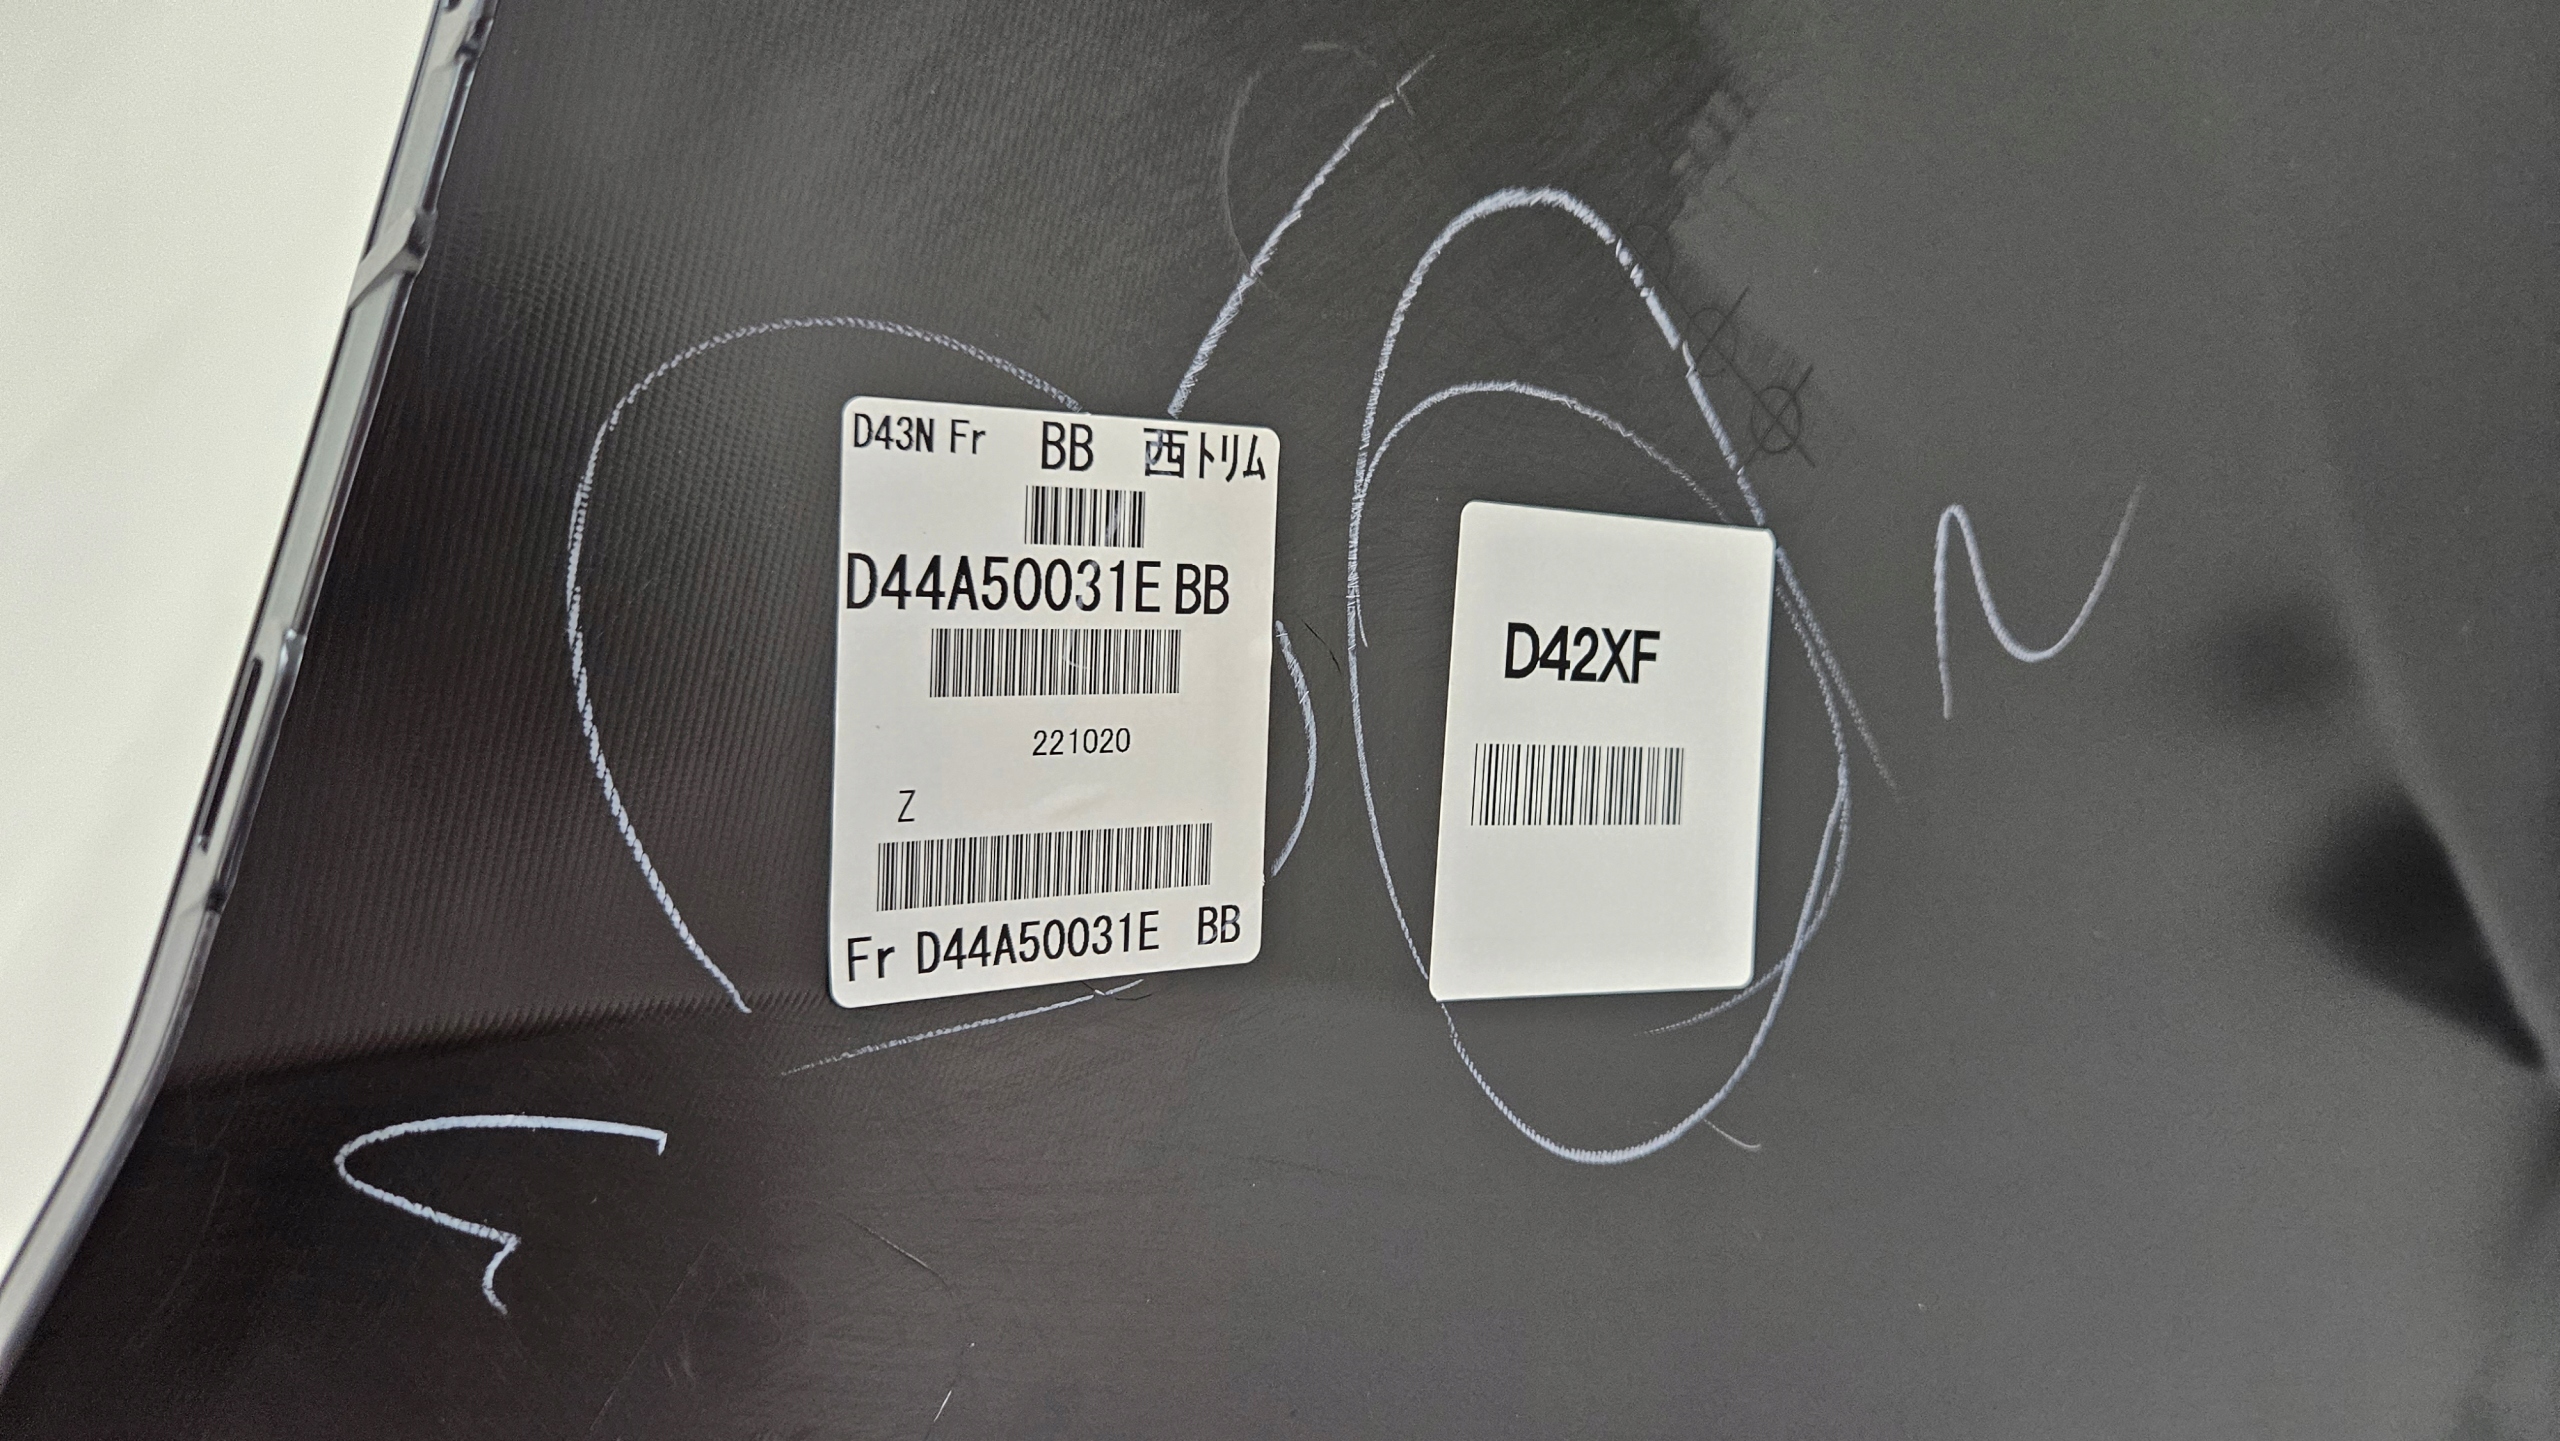 D43N Fr BB 西トリム
D44A50031E BB
221020
Z
Fr D44A50031E BB
D42XF